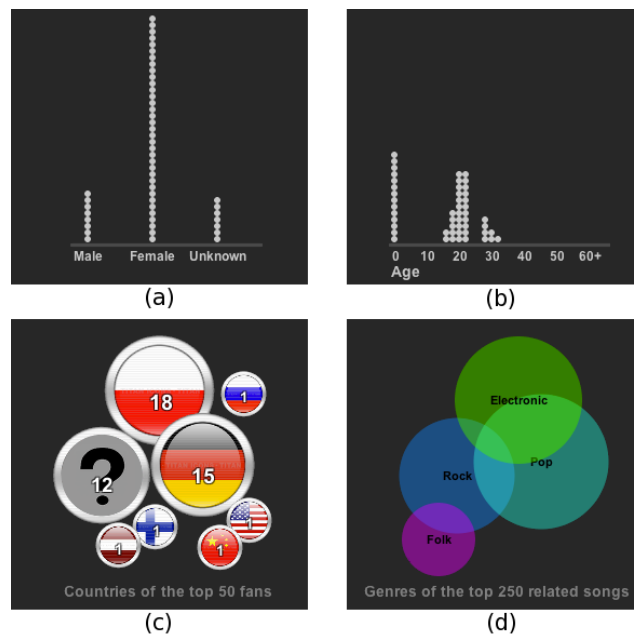 Male Female Unknown
(a)
0 10 20 30 40 50 60+
Age
(b)
18
1
?
12
15
1
1
1
1
Countries of the top 50 fans
(c)
Electronic
Pop
Rock
Folk
Genres of the top 250 related songs
(d)